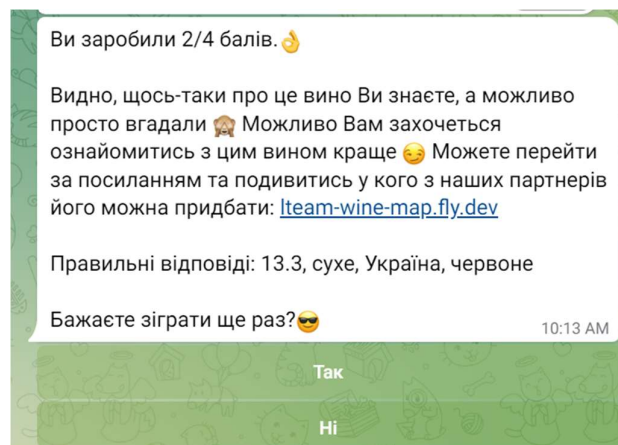 Ви заробили 2/4 балів.👌
Видно, щось-таки про це вино Ви знаєте, а можливо
просто вгадали 🙈 Можливо Вам захочеться
ознайомитись з цим вином краще 😏 Можете перейти
за посиланням та подивитись у кого з наших партнерів
його можна придбати: lteam-wine-map.fly.dev
Правильні відповіді: 13.3, сухе, Україна, червоне
Бажаєте зіграти ще раз?😎
10:13 AM
Так
Ні